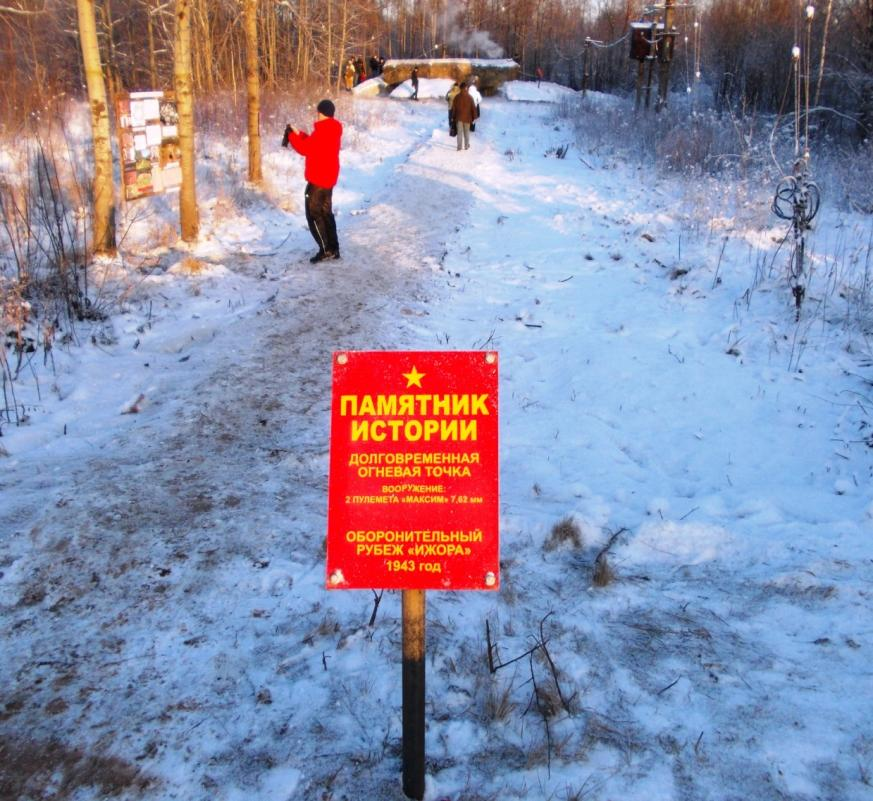 ПАМЯТНИК
ИСТОРИИ
ДОЛГОВРЕМЕННАЯ
ОГНЕВАЯ ТОЧКА
ВООРУЖЕНИЕ:
2 ПУЛЕМЕТА «МАКСИМ» 7,62 мм
ОБОРОНИТЕЛЬНЫЙ
РУБЕЖ «ИЖОРА»
1943 год